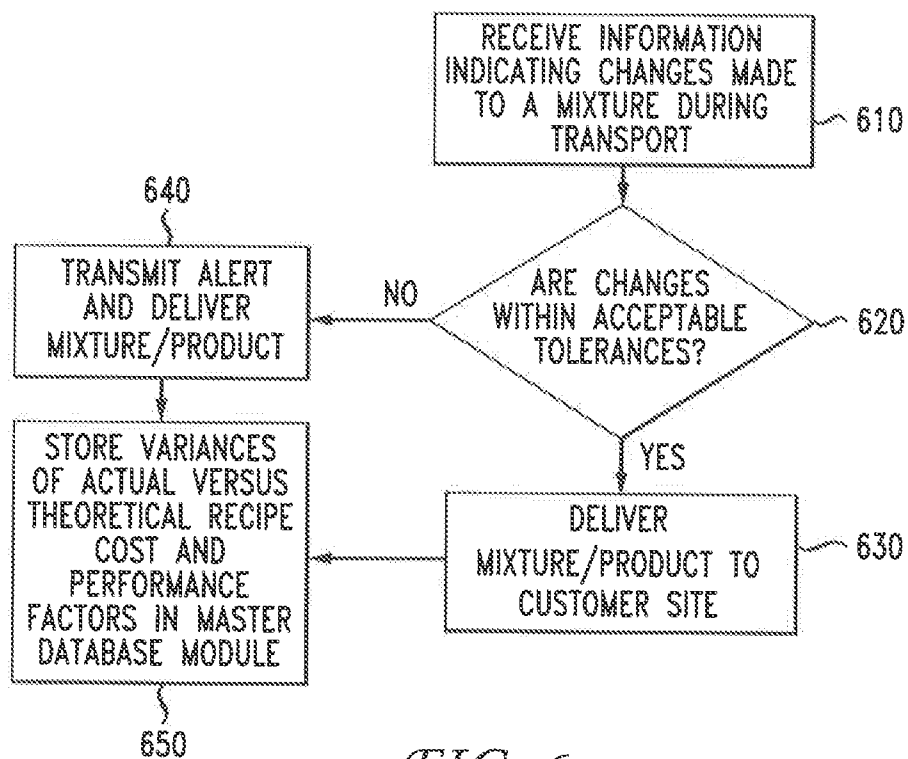 RECEIVE INFORMATION
INDICATING CHANGES MADE
TO A MIXTURE DURING
TRANSPORT
610
640
TRANSMIT ALERT
AND DELIVER
MIXTURE/PRODUCT
NO
ARE CHANGES
WITHIN ACCEPTABLE
TOLERANCES?
620
YES
STORE VARIANCES
OF ACTUAL VERSUS
THEORETICAL RECIPE
COST AND
PERFORMANCE
FACTORS IN MASTER
DATABASE MODULE
650
DELIVER
MIXTURE/PRODUCT TO
CUSTOMER SITE
630